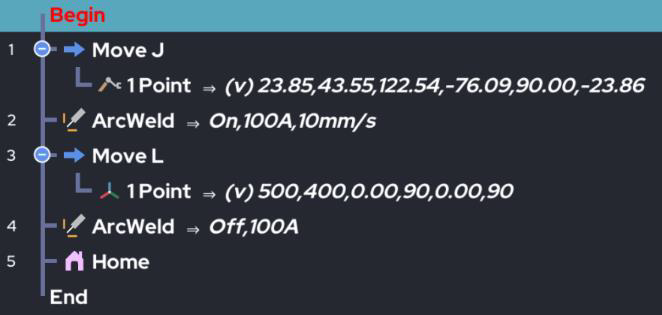 Begin
1 Move J
1 Point ⇒ (v) 23.85,43.55,122.54,-76.09,90.00,-23.86
2 ArcWeld ⇒ On,100A,10mm/s
3 Move L
1 Point ⇒ (v) 500,400,0.00,90,0.00,90
4 ArcWeld ⇒ Off,100A
5 Home
End